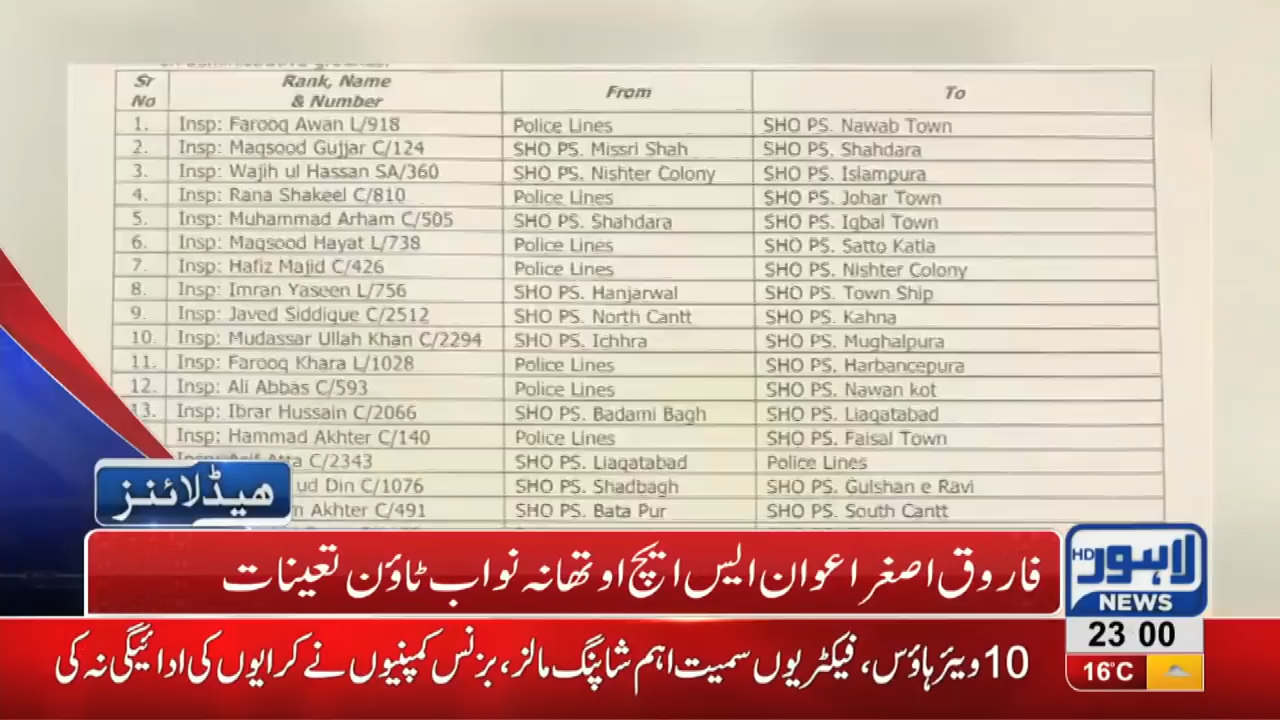 Sr No Rank, Name & Number From To
1. Insp: Farooq Awan L/918 Police Lines SHO PS. Nawab Town
2. Insp: Maqsood Gujjar C/124 SHO PS. Missri Shah SHO PS. Shahdara
3. Insp: Wajih ul Hassan SA/360 SHO PS. Nishter Colony SHO PS. Islampura
4. Insp: Rana Shakeel C/810 Police Lines SHO PS. Johar Town
5. Insp: Muhammad Arham C/505 SHO PS. Shahdara SHO PS. Iqbal Town
6. Insp: Maqsood Hayat L/738 Police Lines SHO PS. Satto Katla
7. Insp: Hafiz Majid C/426 Police Lines SHO PS. Nishter Colony
8. Insp: Imran Yaseen L/756 SHO PS. Hanjarwal SHO PS. Town Ship
9. Insp: Javed Siddique C/2512 SHO PS. North Cantt SHO PS. Kahna
10. Insp: Mudassar Ullah Khan C/2294 SHO PS. Ichhra SHO PS. Mughalpura
11. Insp: Farooq Khara L/1028 Police Lines SHO PS. Harbancepura
12. Insp: Ali Abbas C/593 Police Lines SHO PS. Nawan kot
13. Insp: Ibrar Hussain C/2066 SHO PS. Badami Bagh SHO PS. Liaqatabad
Insp: Hammad Akhter C/140 Police Lines SHO PS. Faisal Town
C/2343 SHO PS. Liaqatabad Police Lines
ud Din C/1076 SHO PS. Shadbagh SHO PS. Gulshan e Ravi
Akhter C/491 SHO PS. Bata Pur SHO PS. South Cantt
ہیڈلائنز
فاروق اصغر اعوان ایس ایچ او تھانہ نواب ٹاؤن تعینات
لاہور HD
NEWS
23 00
10 ویئر ہاؤس، فیکٹریوں سمیت اہم شاپنگ مالز، بزنس کمپنیوں نے کرایوں کی ادائیگی نہ کی
16°C